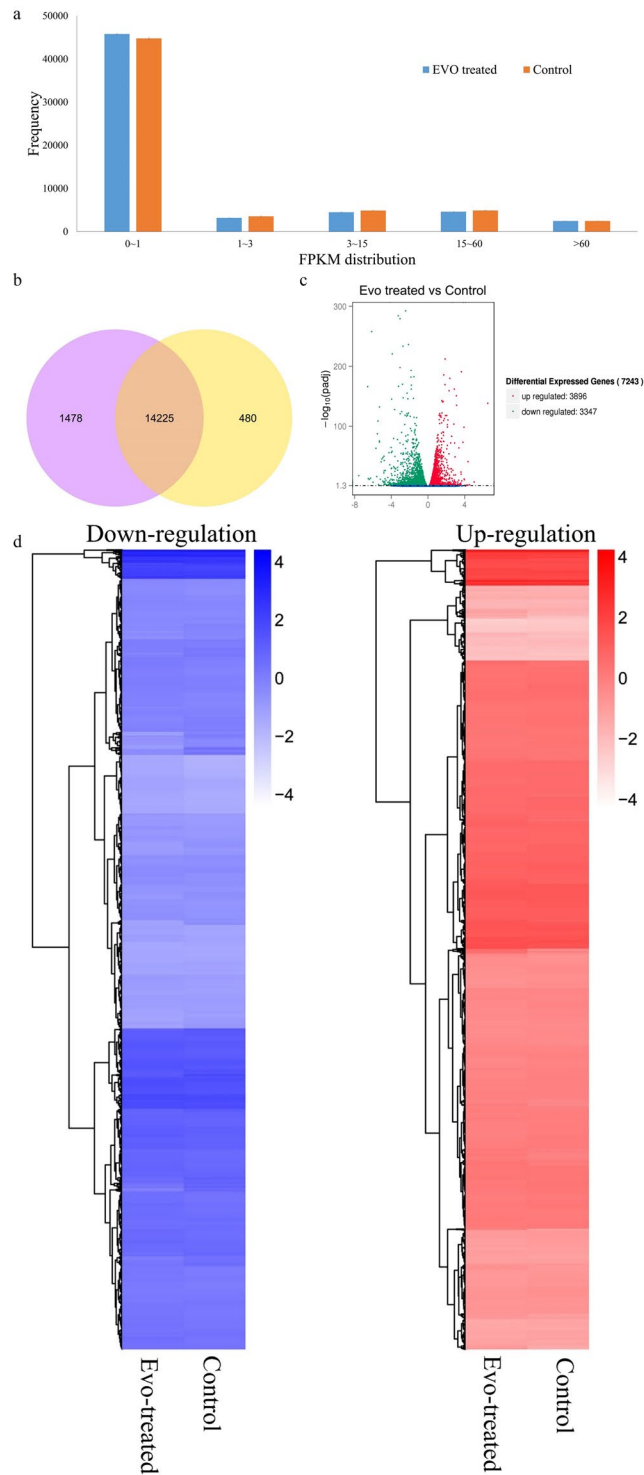 a
50000
40000
30000
20000
10000
0
Frequency
EVO treated
Control
0~1
1~3
3~15
15~60
>60
FPKM distribution
b
1478
14225
480
c
Evo treated vs Control
300
200
100
1.3
−log10(padj)
-8
-4
0
4
Differential Expressed Genes ( 7243 )
up regulated: 3896
down regulated: 3347
d
Down-regulation
4
2
0
−2
−4
Evo-treated
Control
Up-regulation
4
2
0
−2
−4
Evo-treated
Control